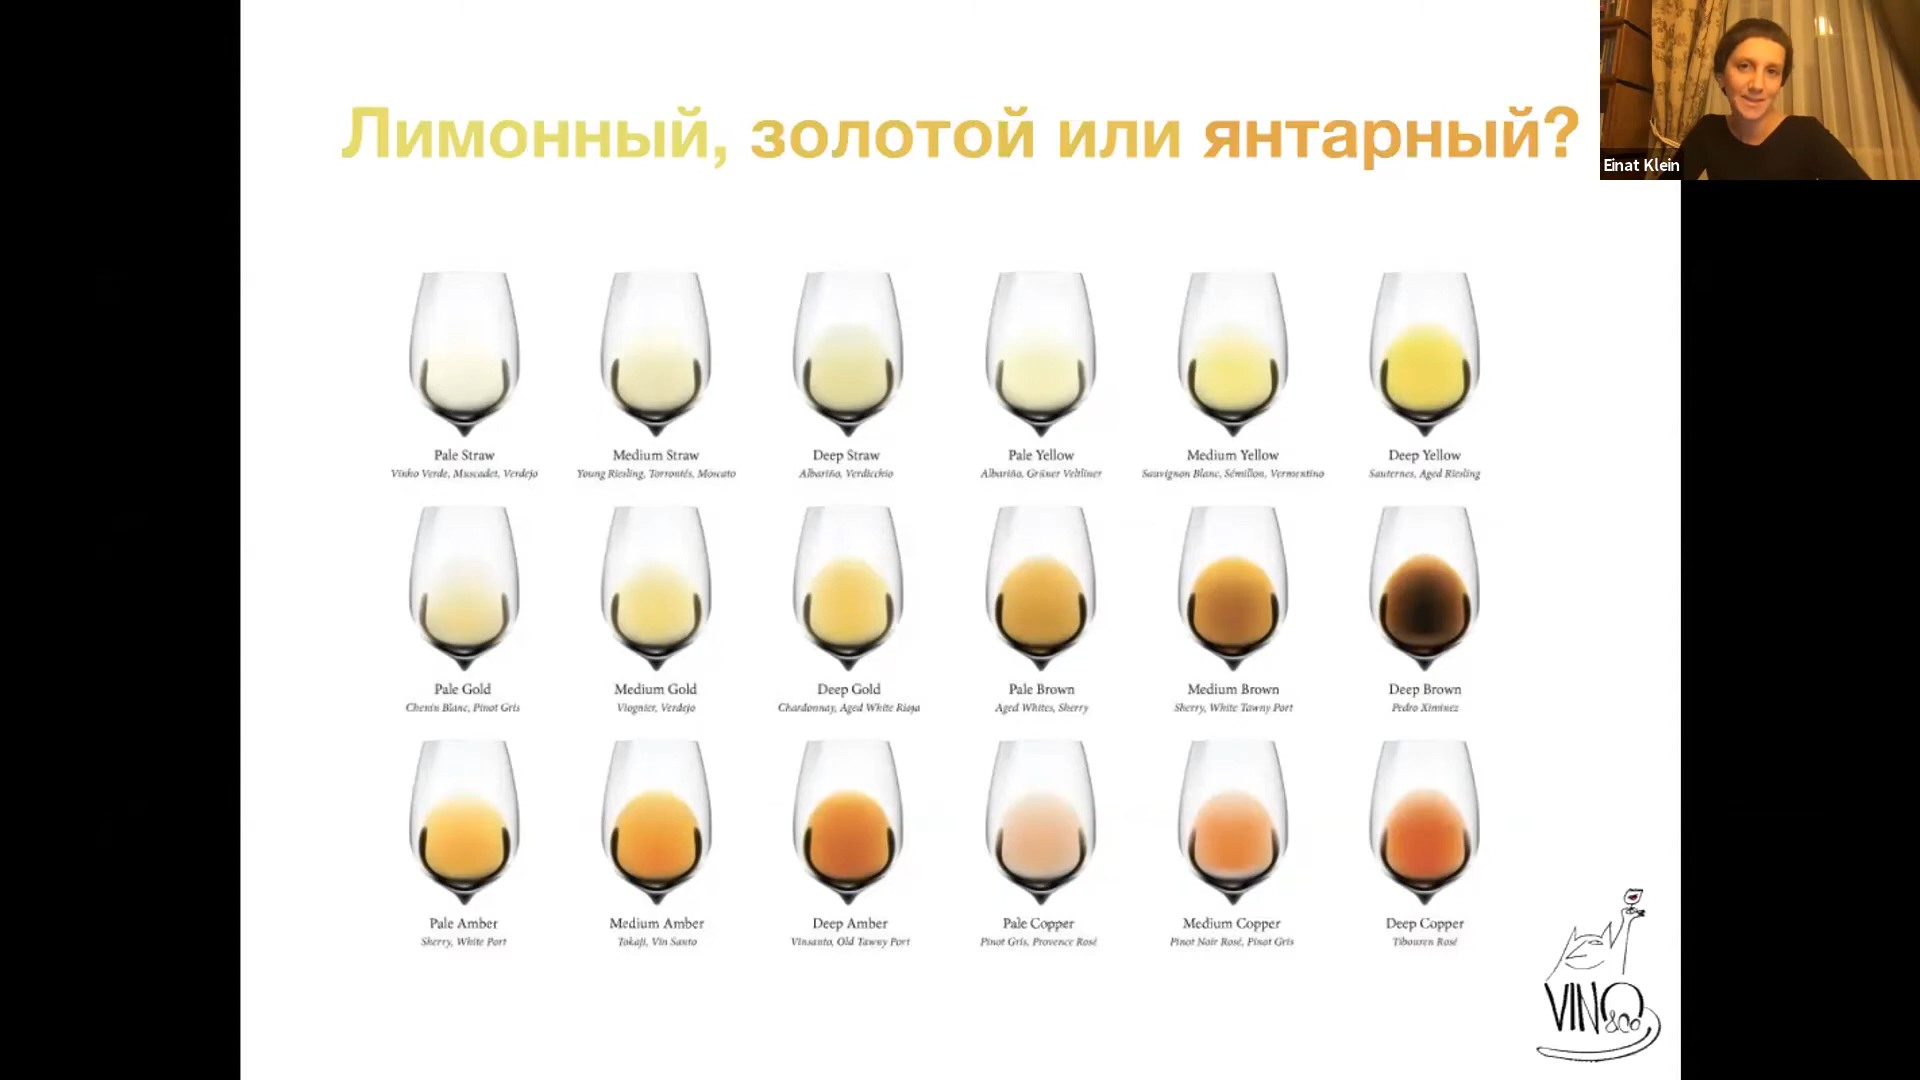 Лимонный, золотой или янтарный?
Einat Klein
Pale Straw
Vinho Verde, Muscadet, Verdejo
Medium Straw
Young Riesling, Torrontés, Moscato
Deep Straw
Albariño, Verdicchio
Pale Yellow
Albariño, Grüner Veltliner
Medium Yellow
Sauvignon Blanc, Sémillon, Vermentino
Deep Yellow
Sauternes, Aged Riesling
Pale Gold
Chenin Blanc, Pinot Gris
Medium Gold
Viognier, Verdejo
Deep Gold
Chardonnay, Aged White Rioja
Pale Brown
Aged Whites, Sherry
Medium Brown
Sherry, White Tawny Port
Deep Brown
Pedro Ximinez
Pale Amber
Sherry, White Port
Medium Amber
Tokaji, Vin Santo
Deep Amber
Vinsanto, Old Tawny Port
Pale Copper
Pinot Gris, Provence Rosé
Medium Copper
Pinot Noir Rosé, Pinot Gris
Deep Copper
Tibouren Rosé
VINO
&CO